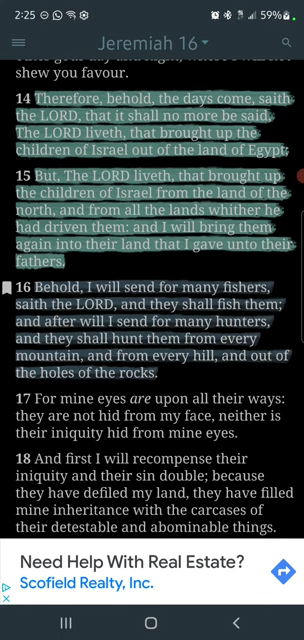 2:25
59%
Jeremiah 16
shew you favour.
14 Therefore, behold, the days come, saith
the LORD, that it shall no more be said,
The LORD liveth, that brought up the
children of Israel out of the land of Egypt;
15 But, The LORD liveth, that brought up
the children of Israel from the land of the
north, and from all the lands whither he
had driven them: and I will bring them
again into their land that I gave unto their
fathers.
16 Behold, I will send for many fishers,
saith the LORD, and they shall fish them;
and after will I send for many hunters,
and they shall hunt them from every
mountain, and from every hill, and out of
the holes of the rocks.
17 For mine eyes are upon all their ways:
they are not hid from my face, neither is
their iniquity hid from mine eyes.
18 And first I will recompense their
iniquity and their sin double; because
they have defiled my land, they have filled
mine inheritance with the carcases of
their detestable and abominable things.
Need Help With Real Estate?
Scofield Realty, Inc.